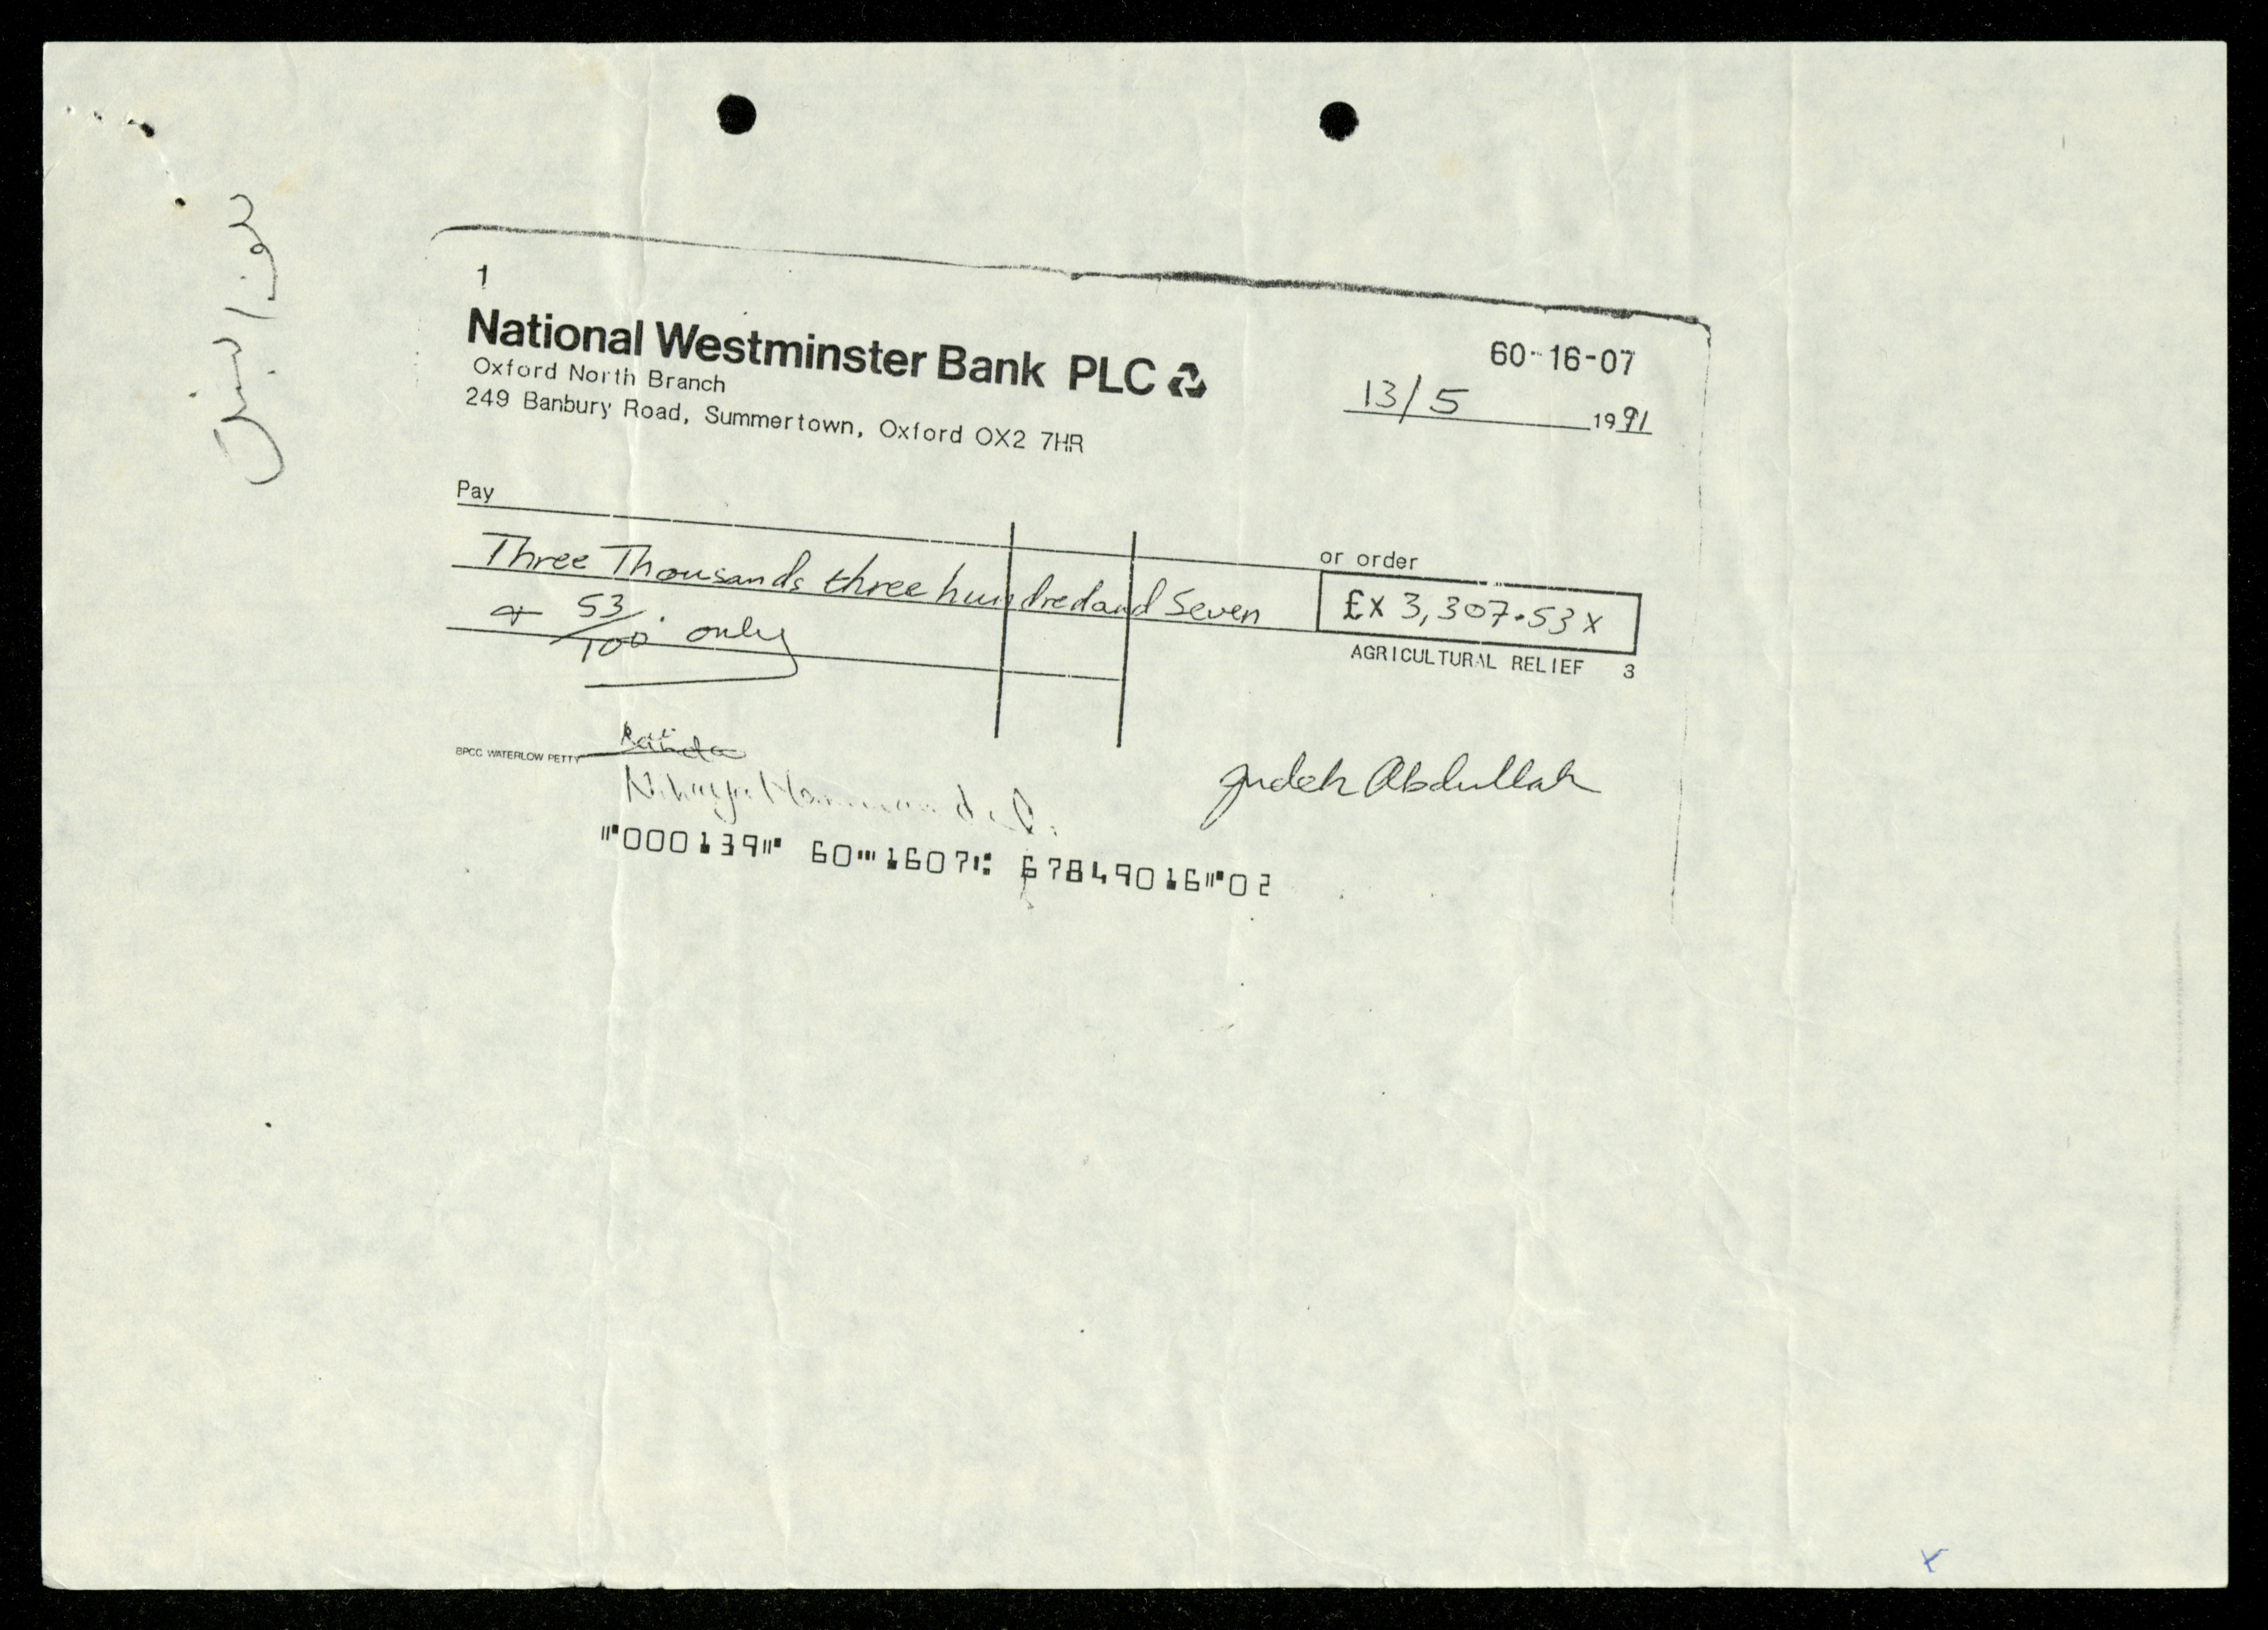 1
National Westminster Bank PLC
Oxford North Branch
249 Banbury Road, Summertown, Oxford OX2 7HR
60-16-07
13/5 1991
Pay
or order
Three Thousands three hundred and Seven
+ 53/100 only
£X 3,307.53 X
AGRICULTURAL RELIEF 3
BPCC WATERLOW PETTY
Judeh Abdullah
⑈000139⑈ 60⑉1607⑆ 67849016⑈02
X